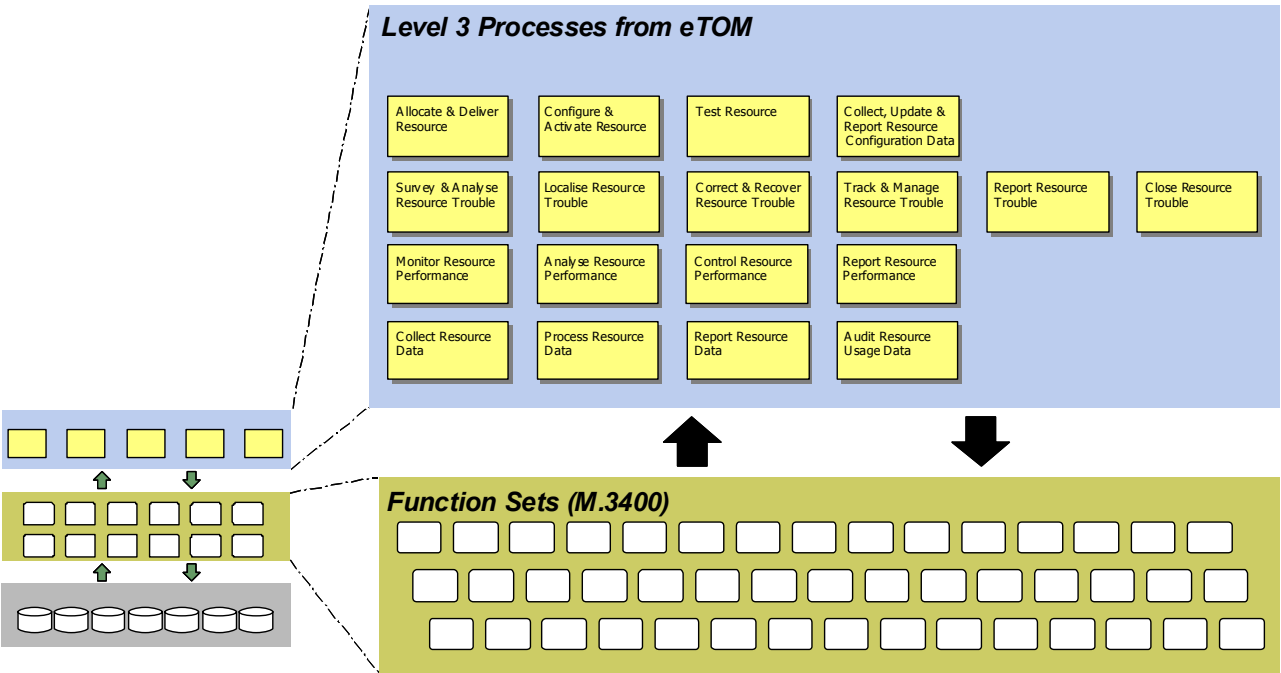 Level 3 Processes from eTOM
Allocate & Deliver
Resource
Configure &
Activate Resource
Test Resource
Collect, Update &
Report Resource
Configuration Data
Survey & Analyse
Resource Trouble
Localise Resource
Trouble
Correct & Recover
Resource Trouble
Track & Manage
Resource Trouble
Report Resource
Trouble
Close Resource
Trouble
Monitor Resource
Performance
Analyse Resource
Performance
Control Resource
Performance
Report Resource
Performance
Collect Resource
Data
Process Resource
Data
Report Resource
Data
Audit Resource
Usage Data
Function Sets (M.3400)